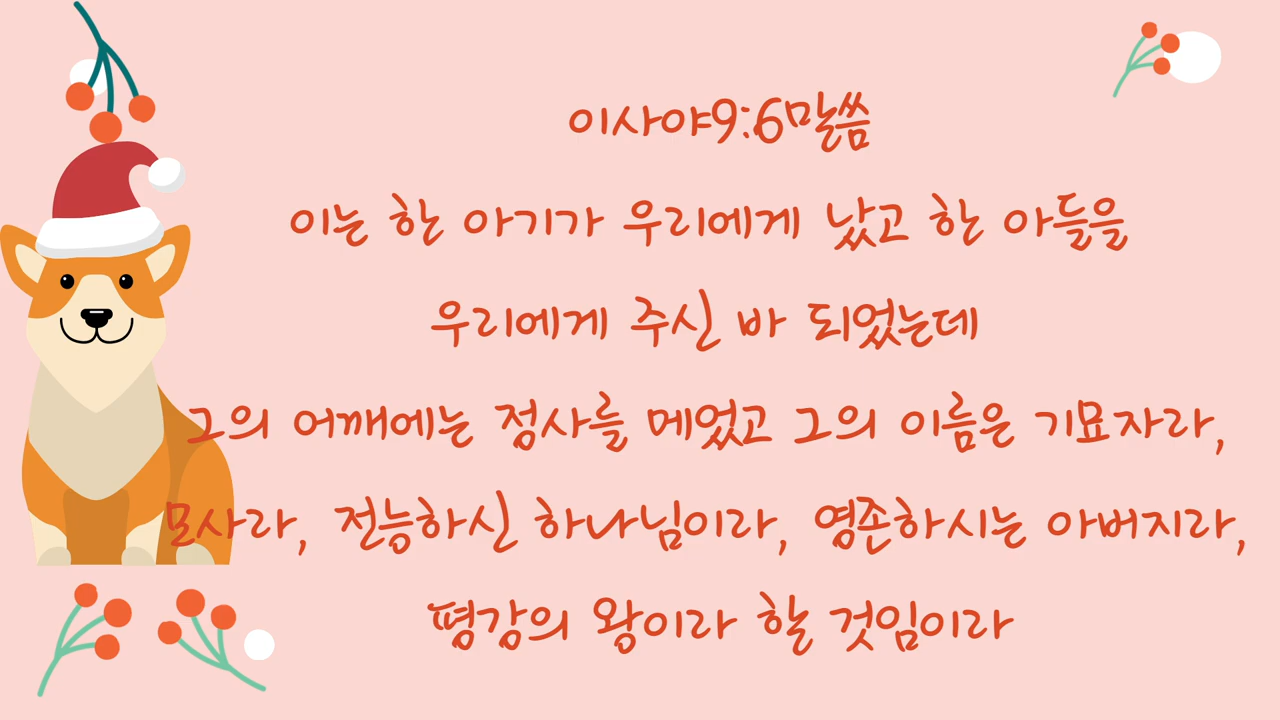 이사야9:6말씀
이는 한 아기가 우리에게 났고 한 아들을
우리에게 주신 바 되었는데
그의 어깨에는 정사를 메었고 그의 이름은 기묘자라,
모사라, 전능하신 하나님이라, 영존하시는 아버지라,
평강의 왕이라 할 것임이라